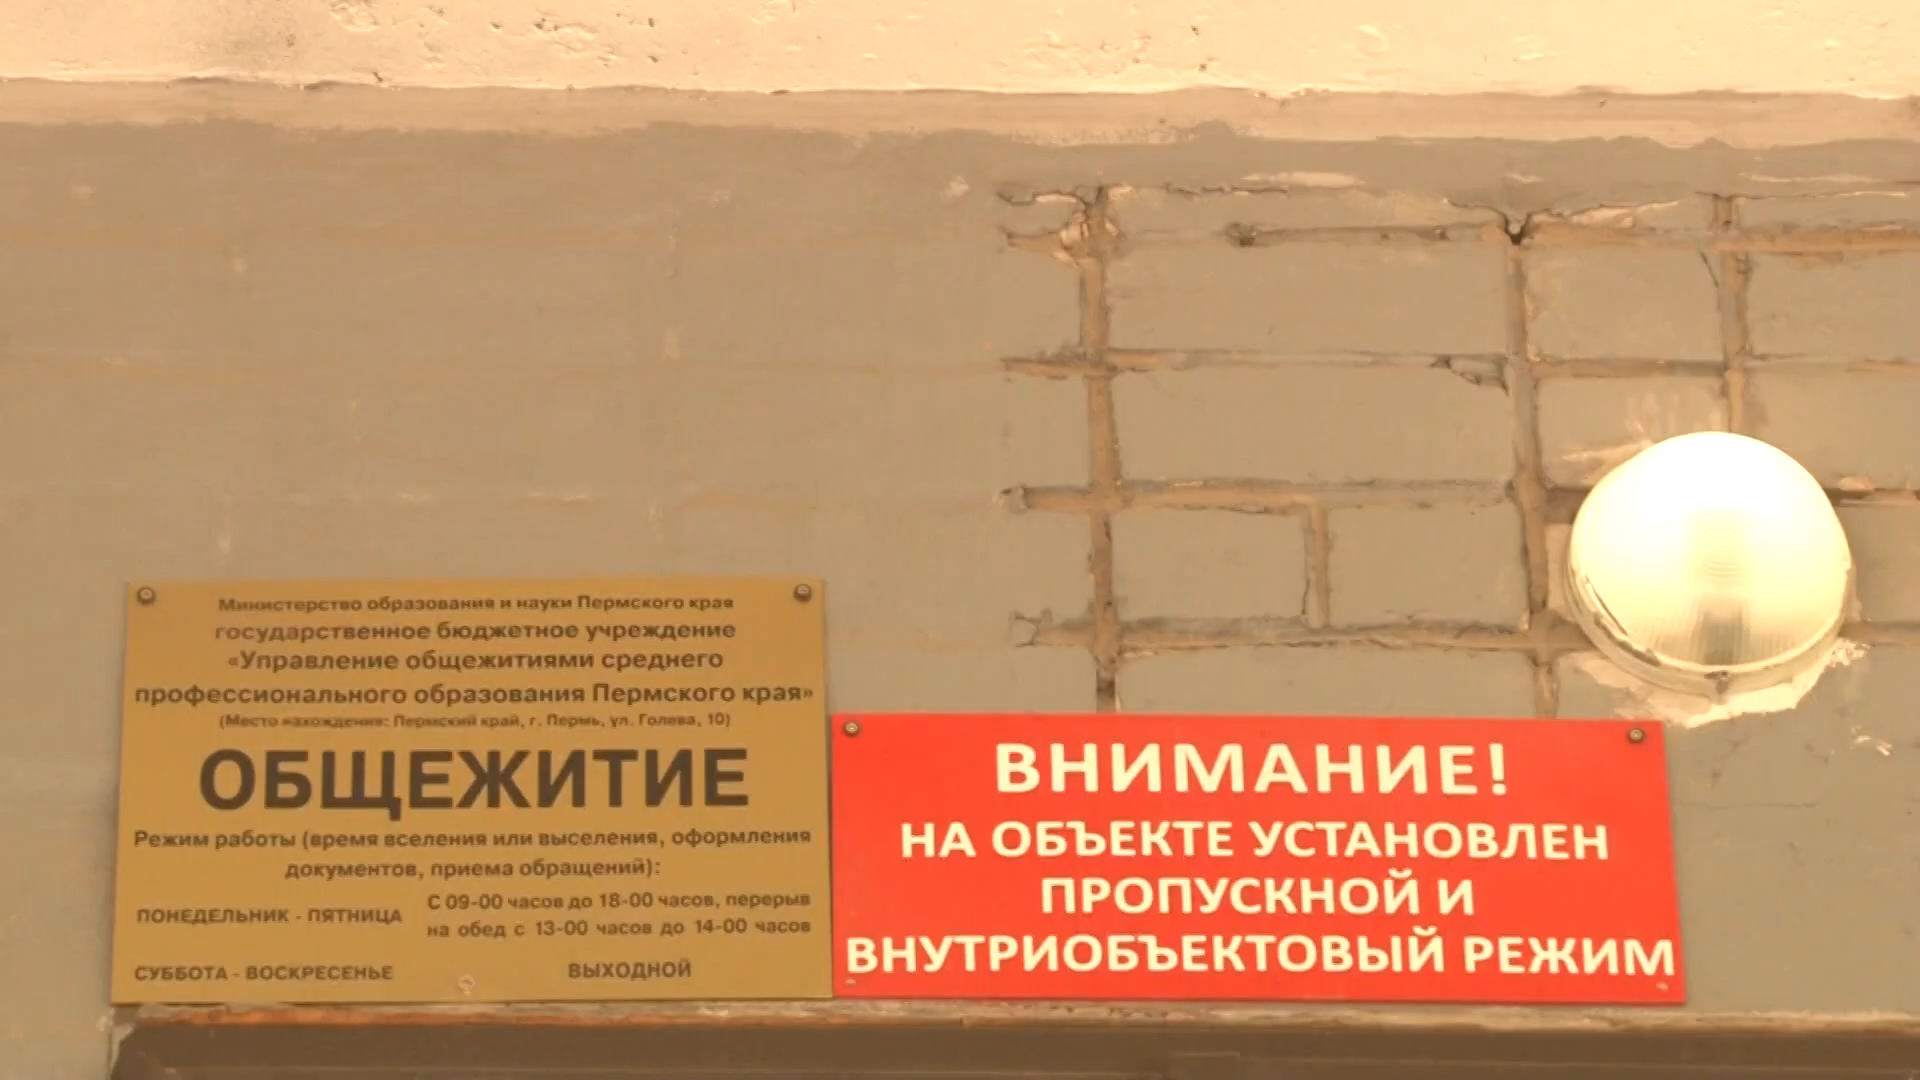 Министерство образования и науки Пермского края
государственное бюджетное учреждение
«Управление общежитиями среднего
профессионального образования Пермского края»
(Место нахождения: Пермский край, г. Пермь, ул. Голева, 10)
ОБЩЕЖИТИЕ
Режим работы (время вселения или выселения, оформления
документов, приема обращений):
ПОНЕДЕЛЬНИК - ПЯТНИЦА
С 09-00 часов до 18-00 часов, перерыв
на обед с 13-00 часов до 14-00 часов
СУББОТА - ВОСКРЕСЕНЬЕ ВЫХОДНОЙ
ВНИМАНИЕ!
НА ОБЪЕКТЕ УСТАНОВЛЕН
ПРОПУСКНОЙ И
ВНУТРИОБЪЕКТОВЫЙ РЕЖИМ